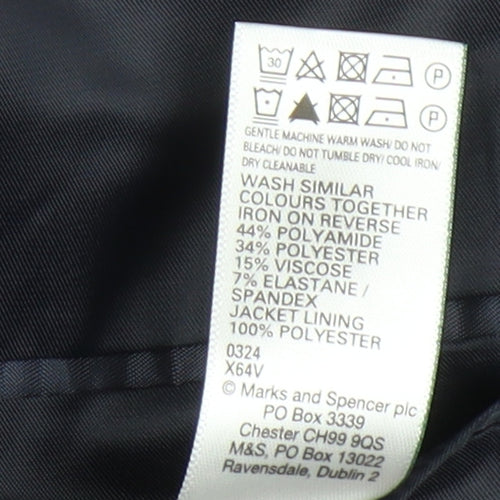 30
P
P
GENTLE MACHINE WARM WASH/ DO NOT
BLEACH/ DO NOT TUMBLE DRY/ COOL IRON/
DRY CLEANABLE
WASH SIMILAR
COLOURS TOGETHER
IRON ON REVERSE
44% POLYAMIDE
34% POLYESTER
15% VISCOSE
7% ELASTANE /
SPANDEX
JACKET LINING
100% POLYESTER
0324
X64V
© Marks and Spencer plc
PO Box 3339
Chester CH99 9QS
M&S, PO Box 13022
Ravensdale, Dublin 2